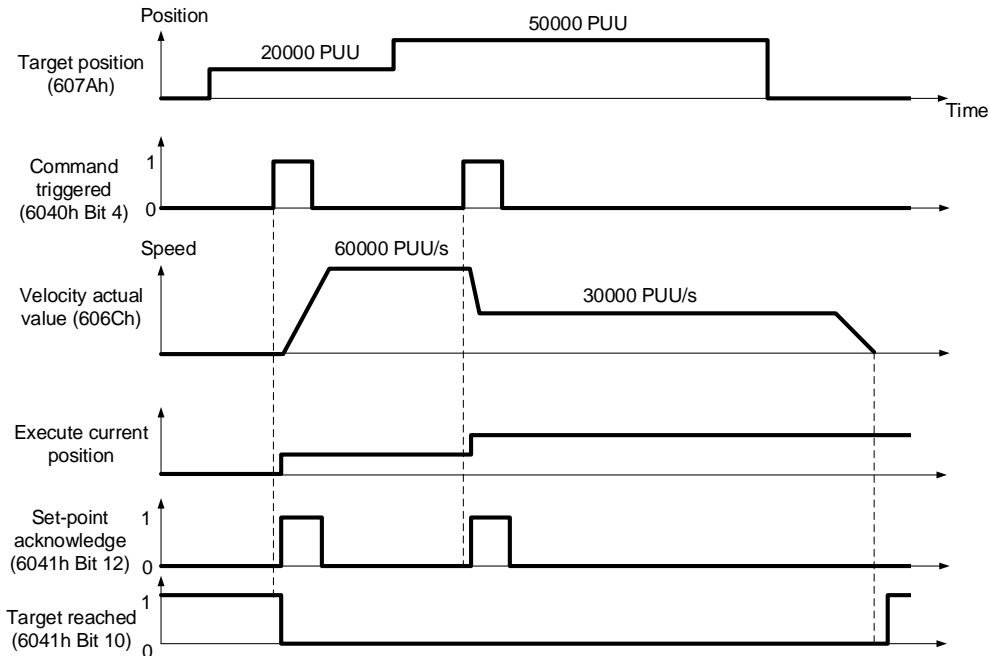 Position
50000 PUU
20000 PUU
Target position
(607Ah)
Time
Command
triggered
(6040h Bit 4)
1
0
Speed
60000 PUU/s
Velocity actual
value (606Ch)
30000 PUU/s
Execute current
position
Set-point
acknowledge
(6041h Bit 12)
1
0
Target reached
(6041h Bit 10)
1
0